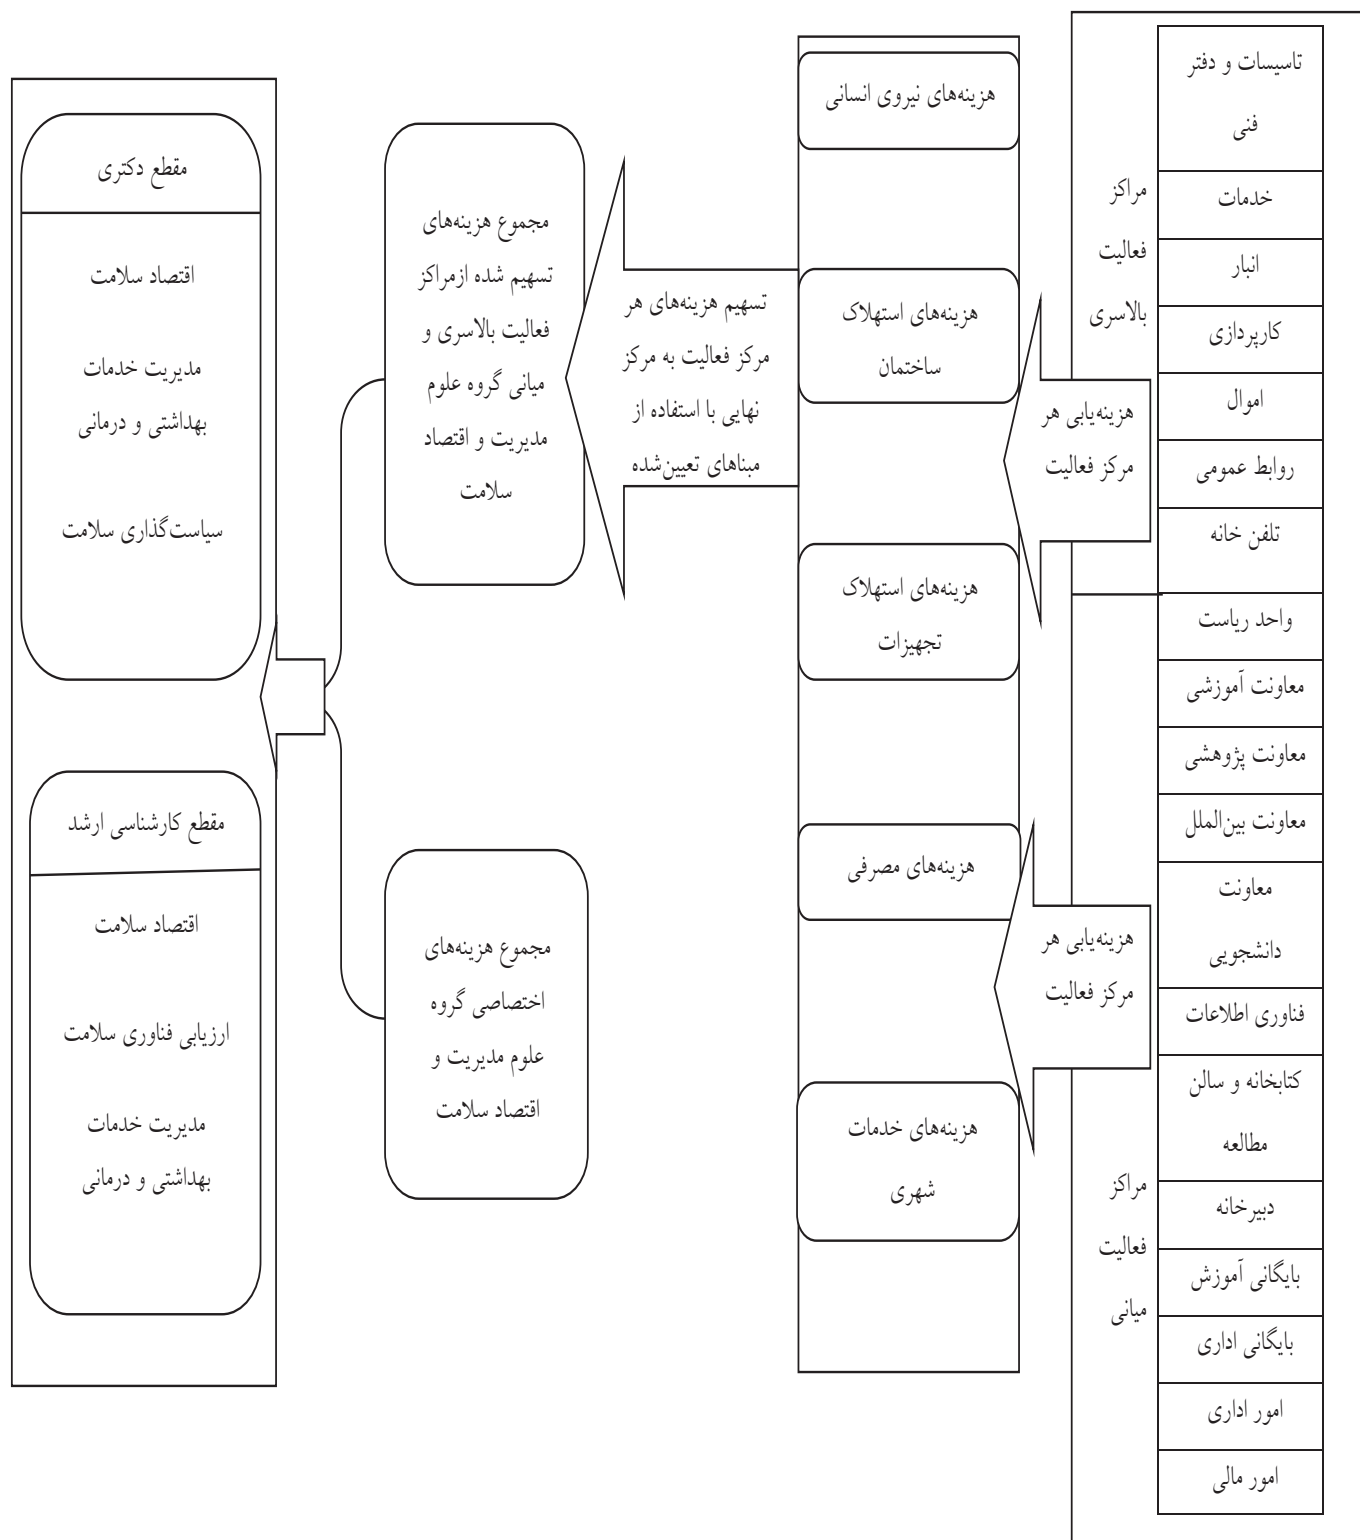 تاسیسات و دفتر
فنی
خدمات
انبار
کارپردازی
اموال
روابط عمومی
تلفن خانه
واحد ریاست
معاونت آموزشی
معاونت پژوهشی
معاونت بین‌الملل
معاونت
دانشجویی
فناوری اطلاعات
کتابخانه و سالن
مطالعه
دبیرخانه
بایگانی آموزش
بایگانی اداری
امور اداری
امور مالی
مراکز
فعالیت
بالاسری
مراکز
فعالیت
میانی
هزینه‌یابی هر
مرکز فعالیت
هزینه‌یابی هر
مرکز فعالیت
هزینه‌های نیروی انسانی
هزینه‌های استهلاک
ساختمان
هزینه‌های استهلاک
تجهیزات
هزینه‌های مصرفی
هزینه‌های خدمات
شهری
تسهیم هزینه‌های هر
مرکز فعالیت به مرکز
نهایی با استفاده از
مبناهای تعیین‌شده
مجموع هزینه‌های
تسهیم شده ازمراکز
فعالیت بالاسری و
میانی گروه علوم
مدیریت و اقتصاد
سلامت
مجموع هزینه‌های
اختصاصی گروه
علوم مدیریت و
اقتصاد سلامت
مقطع دکتری
اقتصاد سلامت
مدیریت خدمات
بهداشتی و درمانی
سیاست‌گذاری سلامت
مقطع کارشناسی ارشد
اقتصاد سلامت
ارزیابی فناوری سلامت
مدیریت خدمات
بهداشتی و درمانی